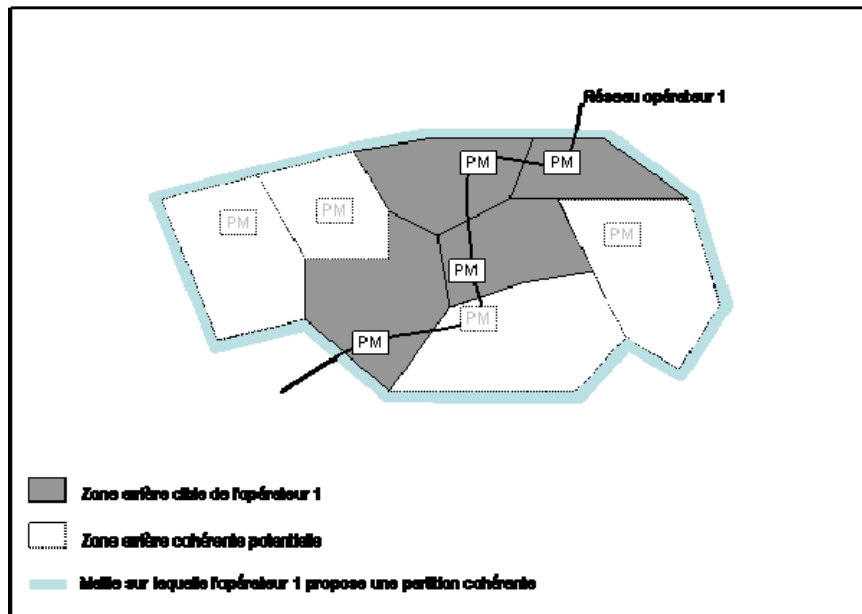 Réseau opérateur 1
PM
PM
PM
PM
PM
PM
PM
PM
Zone arrière cible de l'opérateur 1
Zone arrière cohérente potentielle
Maille sur laquelle l'opérateur 1 propose une partition cohérente